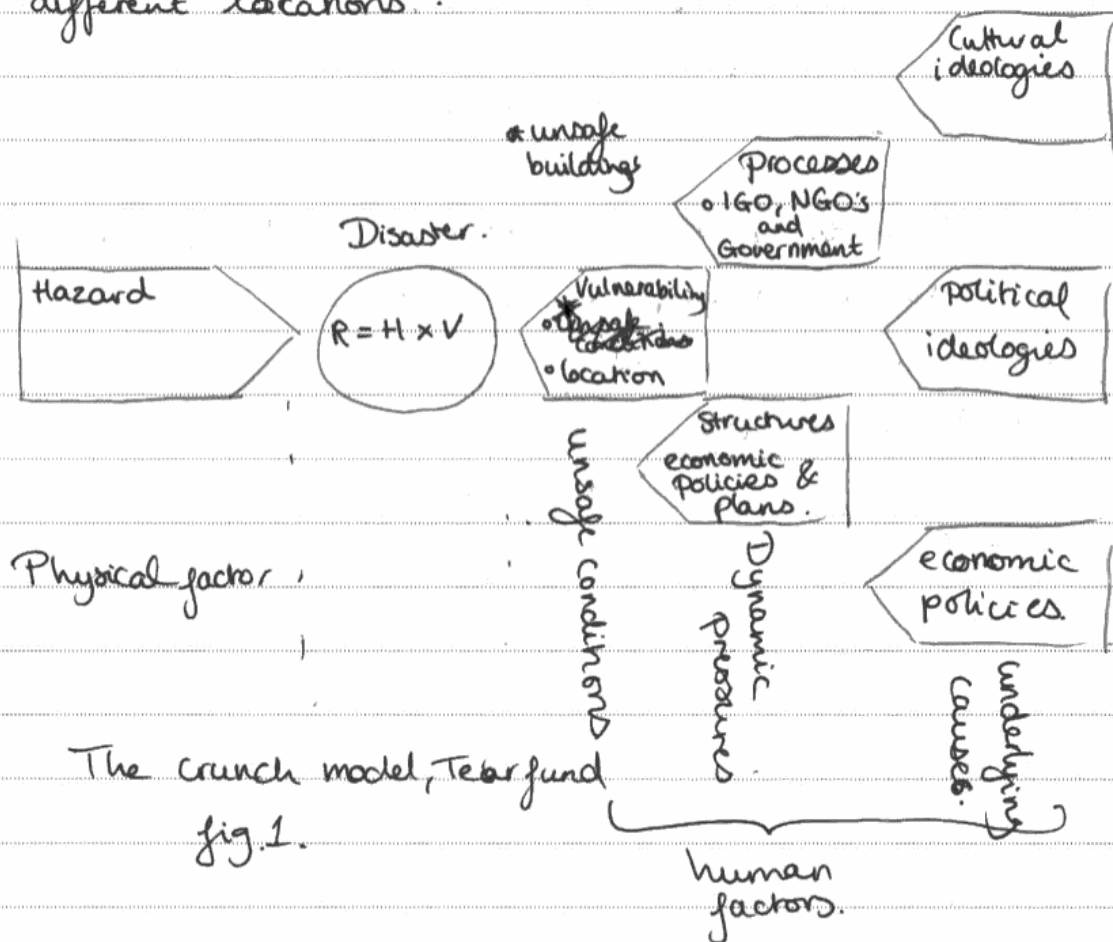 different locations.
Cultural
ideologies
* unsafe
buildings
Processes
• IGO, NGO's
and
Government
Disaster.
Hazard
R = H x V
Vulnerability
*
• location
Political
ideologies
Structures
economic
policies &
plans.
economic
policies.
Physical factor
unsafe conditions
Dynamic
pressures
underlying
causes.
The crunch model, Tearfund
fig.1.
human
factors.